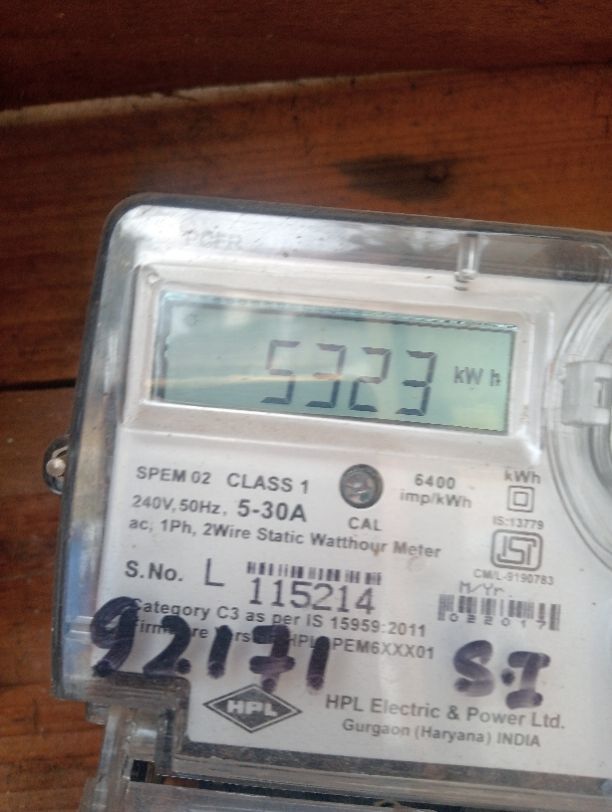 5323 kWh
SPEM 02 CLASS 1
240V, 50Hz, 5-30A
ac, 1Ph, 2Wire Static Watthour Meter
CAL
6400
imp/kWh
kWh
IS:13779
ISI
CM/L-9190783
S.No. L 115214
M/Yr.
022017
Category C3 as per IS 15959:2011
92171 S.I
HPL
HPL Electric & Power Ltd.
Gurgaon (Haryana) INDIA